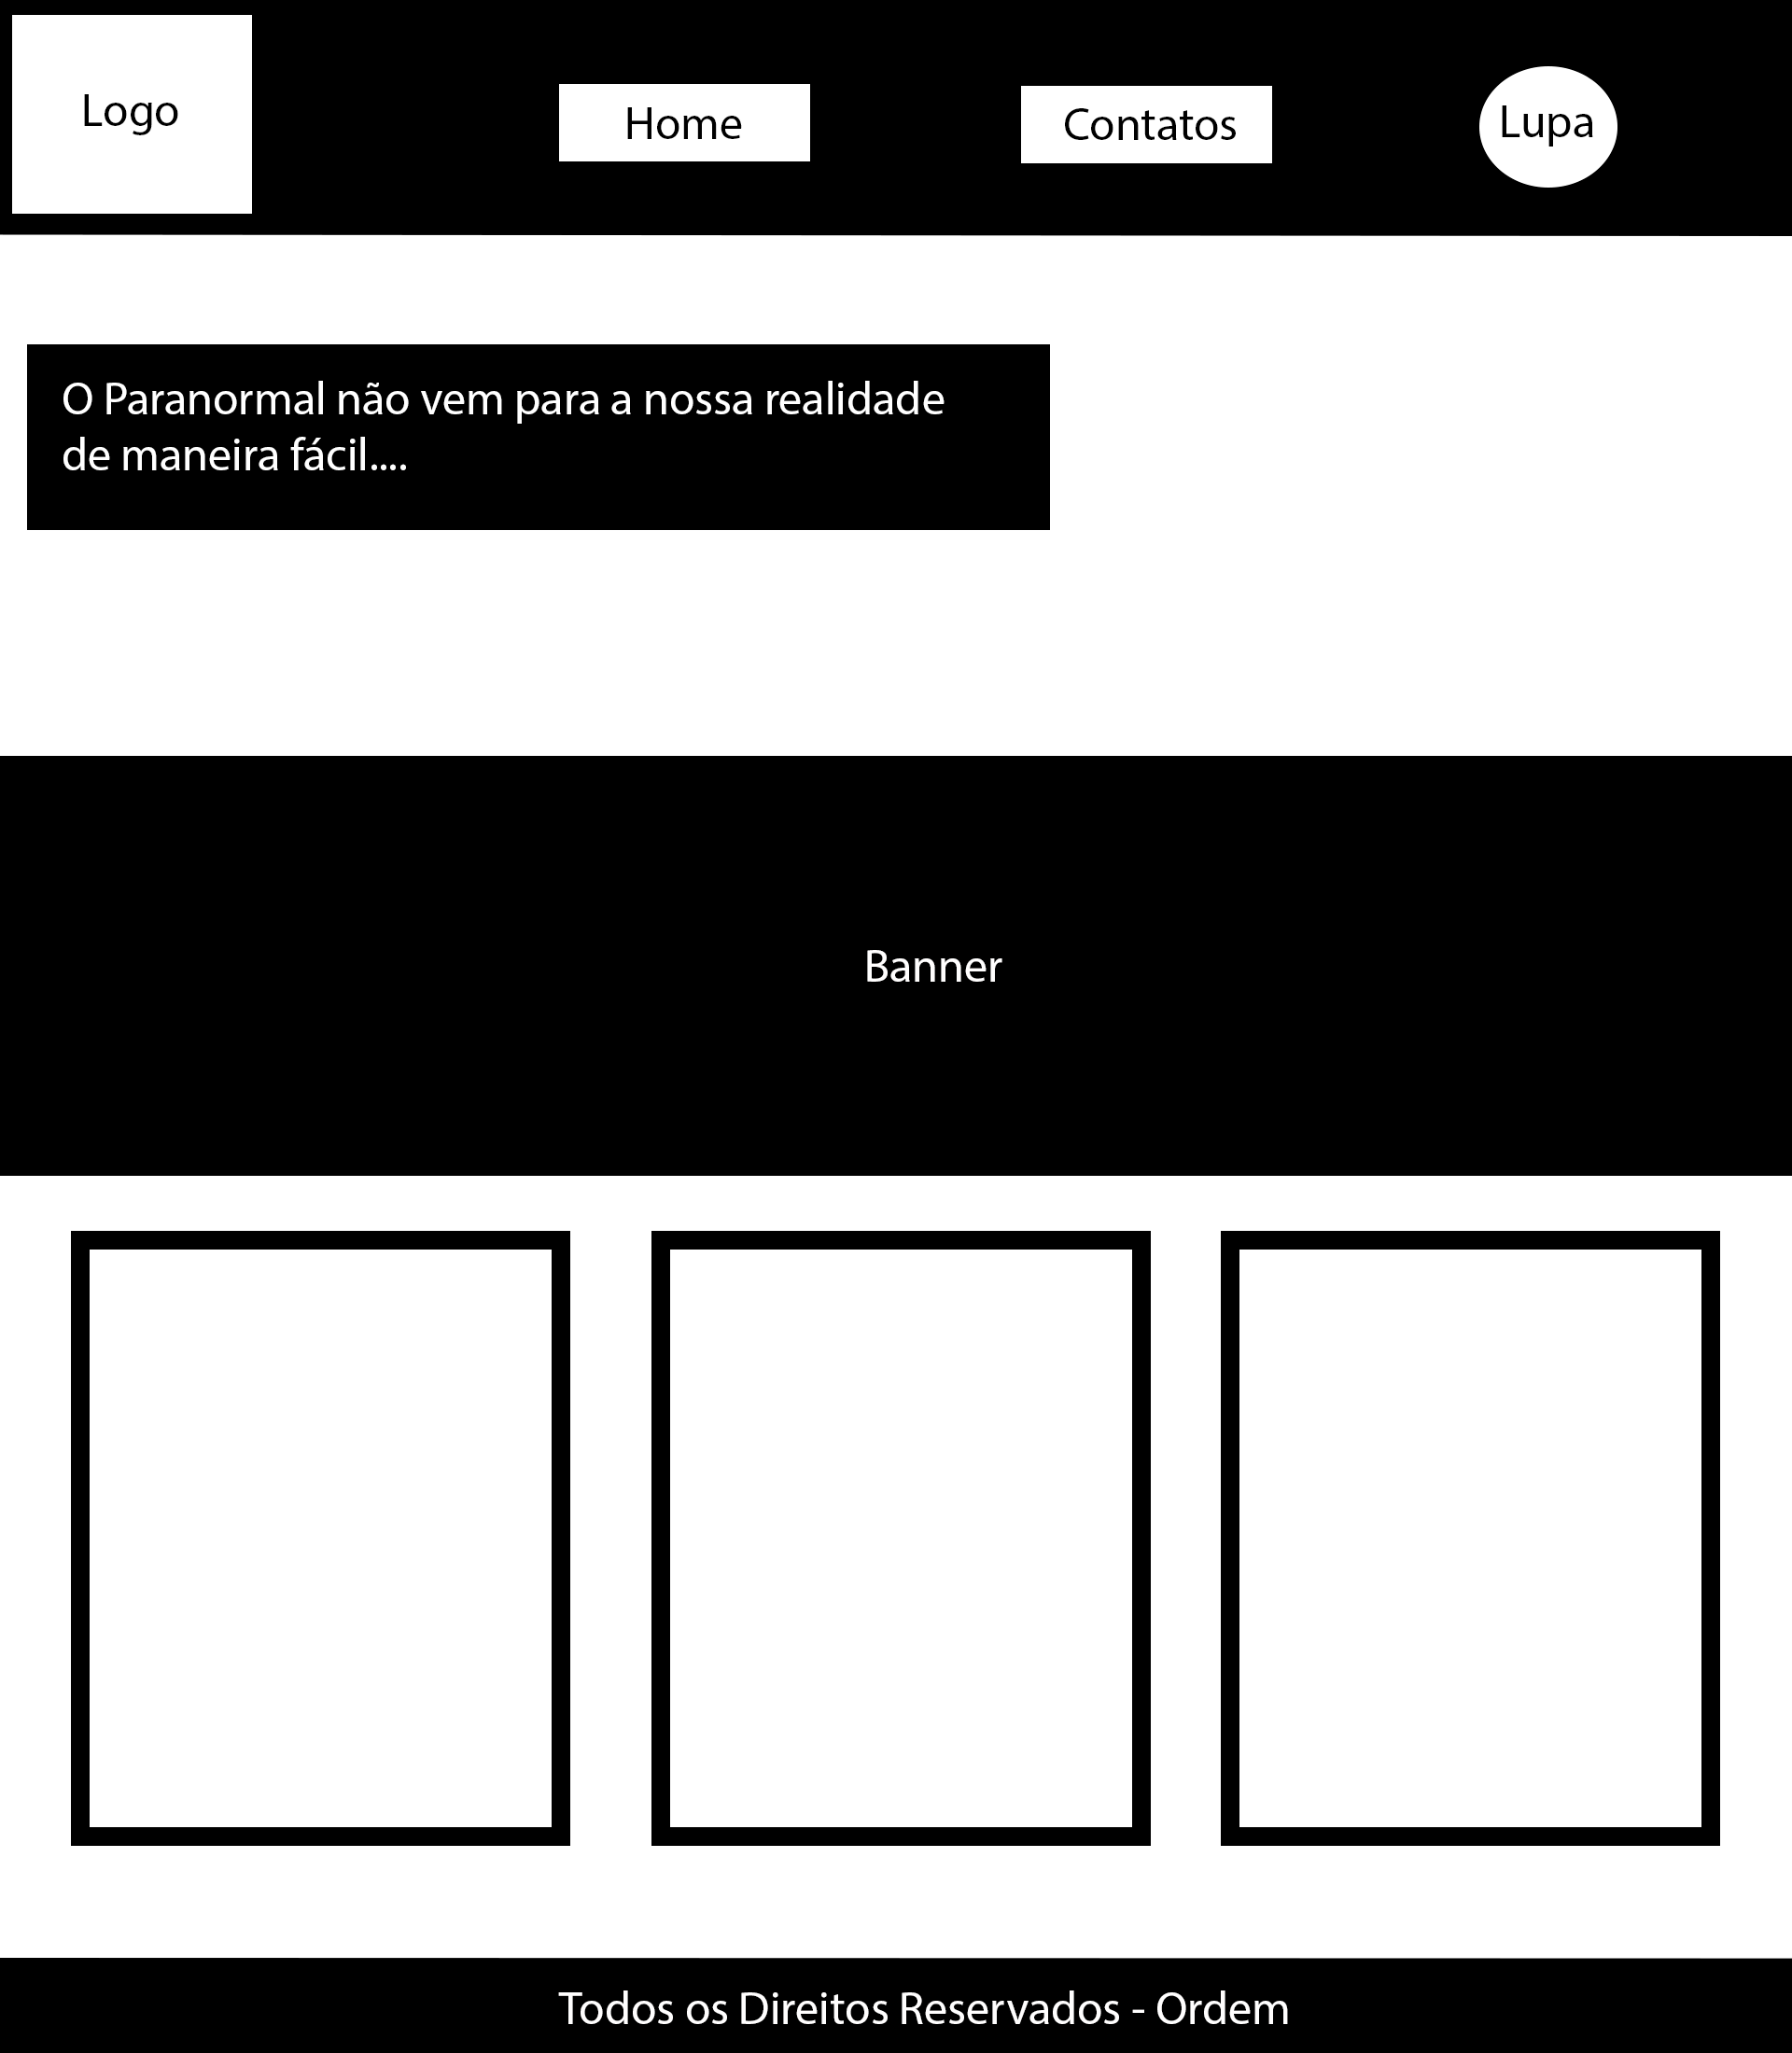 Logo
Home
Contatos
Lupa
O Paranormal não vem para a nossa realidade
de maneira fácil....
Banner
Todos os Direitos Reservados - Ordem